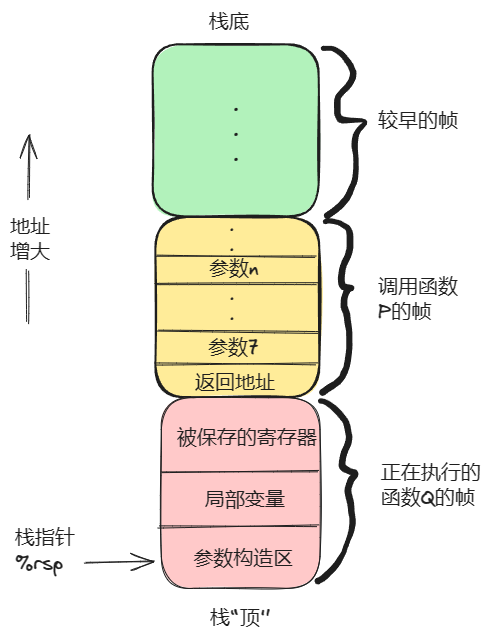 栈底
较早的帧
地址
增大
参数n
调用函数
P的帧
参数7
返回地址
被保存的寄存器
正在执行的
函数Q的帧
局部变量
栈指针
%rsp
参数构造区
栈“顶”